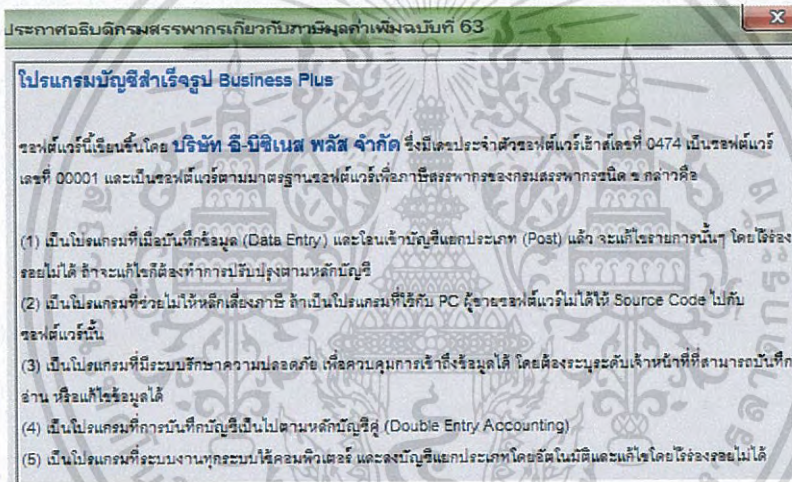 ประกาศอธิบดีกรมสรรพากรเกี่ยวกับภาษีมูลค่าเพิ่มฉบับที่ 63
โปรแกรมบัญชีสำเร็จรูป Business Plus
ซอฟต์แวร์นี้เขียนขึ้นโดย บริษัท อี-บิซิเนส พลัส จำกัด ซึ่งมีเลขประจำตัวซอฟต์แวร์เฮ้าส์เลขที่ 0474 เป็นซอฟต์แวร์
เลขที่ 00001 และเป็นซอฟต์แวร์ตามมาตรฐานซอฟต์แวร์เพื่อภาษีสรรพากรของกรมสรรพากรชนิด ข กล่าวคือ
(1) เป็นโปรแกรมที่เมื่อบันทึกข้อมูล (Data Entry) และโอนเข้าบัญชีแยกประเภท (Post) แล้ว จะแก้ไขรายการนั้นๆ โดยไร้ร่อง
รอยไม่ได้ ถ้าจะแก้ไขก็ต้องทำการปรับปรุงตามหลักบัญชี
(2) เป็นโปรแกรมที่ช่วยไม่ให้หลีกเลี่ยงภาษี ถ้าเป็นโปรแกรมที่ใช้กับ PC ผู้ขายซอฟต์แวร์ไม่ได้ให้ Source Code ไปกับ
ซอฟต์แวร์นั้น
(3) เป็นโปรแกรมที่มีระบบรักษาความปลอดภัย เพื่อควบคุมการเข้าถึงข้อมูลได้ โดยต้องระบุระดับเจ้าหน้าที่ที่สามารถบันทึก
อ่าน หรือแก้ไขข้อมูลได้
(4) เป็นโปรแกรมที่การบันทึกบัญชีเป็นไปตามหลักบัญชีคู่ (Double Entry Accounting)
(5) เป็นโปรแกรมที่ระบบงานทุกระบบใช้คอมพิวเตอร์ และลงบัญชีแยกประเภทโดยอัตโนมัติและแก้ไขโดยไร้ร่องรอยไม่ได้